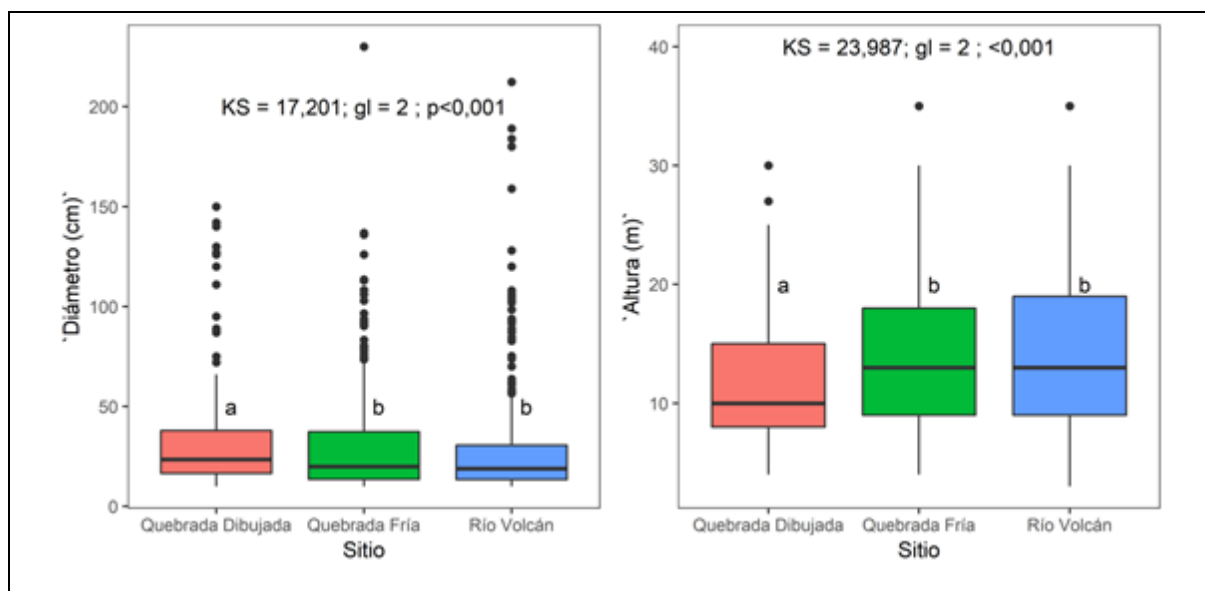 KS = 17,201; gl = 2 ; p<0,001
`Diámetro (cm)`
200
150
100
50
0
a
b
b
Quebrada Dibujada
Quebrada Fría
Río Volcán
Sitio
KS = 23,987; gl = 2 ; <0,001
`Altura (m)`
40
30
20
10
a
b
b
Quebrada Dibujada
Quebrada Fría
Río Volcán
Sitio